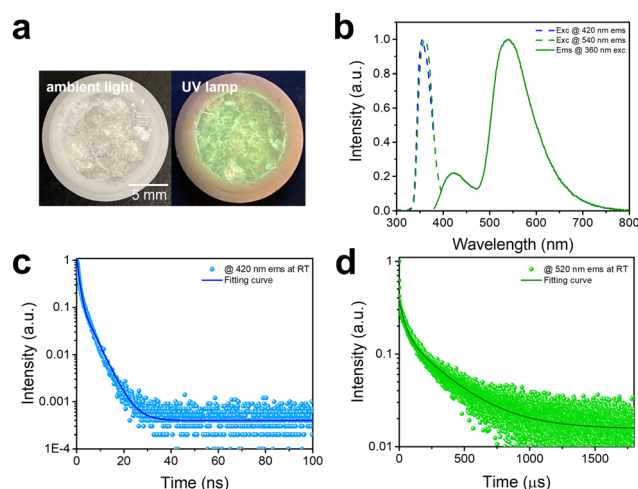 a
ambient light
UV lamp
5 mm
b
Exc @ 420 nm ems
Exc @ 540 nm ems
Ems @ 360 nm exc
Intensity (a.u.)
1.0
0.8
0.6
0.4
0.2
0.0
300 400 500 600 700 800
Wavelength (nm)
c
@ 420 nm ems at RT
Fitting curve
Intensity (a.u.)
1
0.1
0.01
0.001
1E-4
0 20 40 60 80 100
Time (ns)
d
@ 520 nm ems at RT
Fitting curve
Intensity (a.u.)
1
0.1
0.01
0 500 1000 1500
Time (μs)